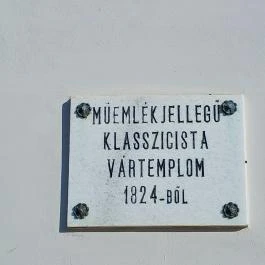 MŰEMLÉKJELLEGŰ
KLASSZICISTA
VÁRTEMPLOM
1824-BŐL